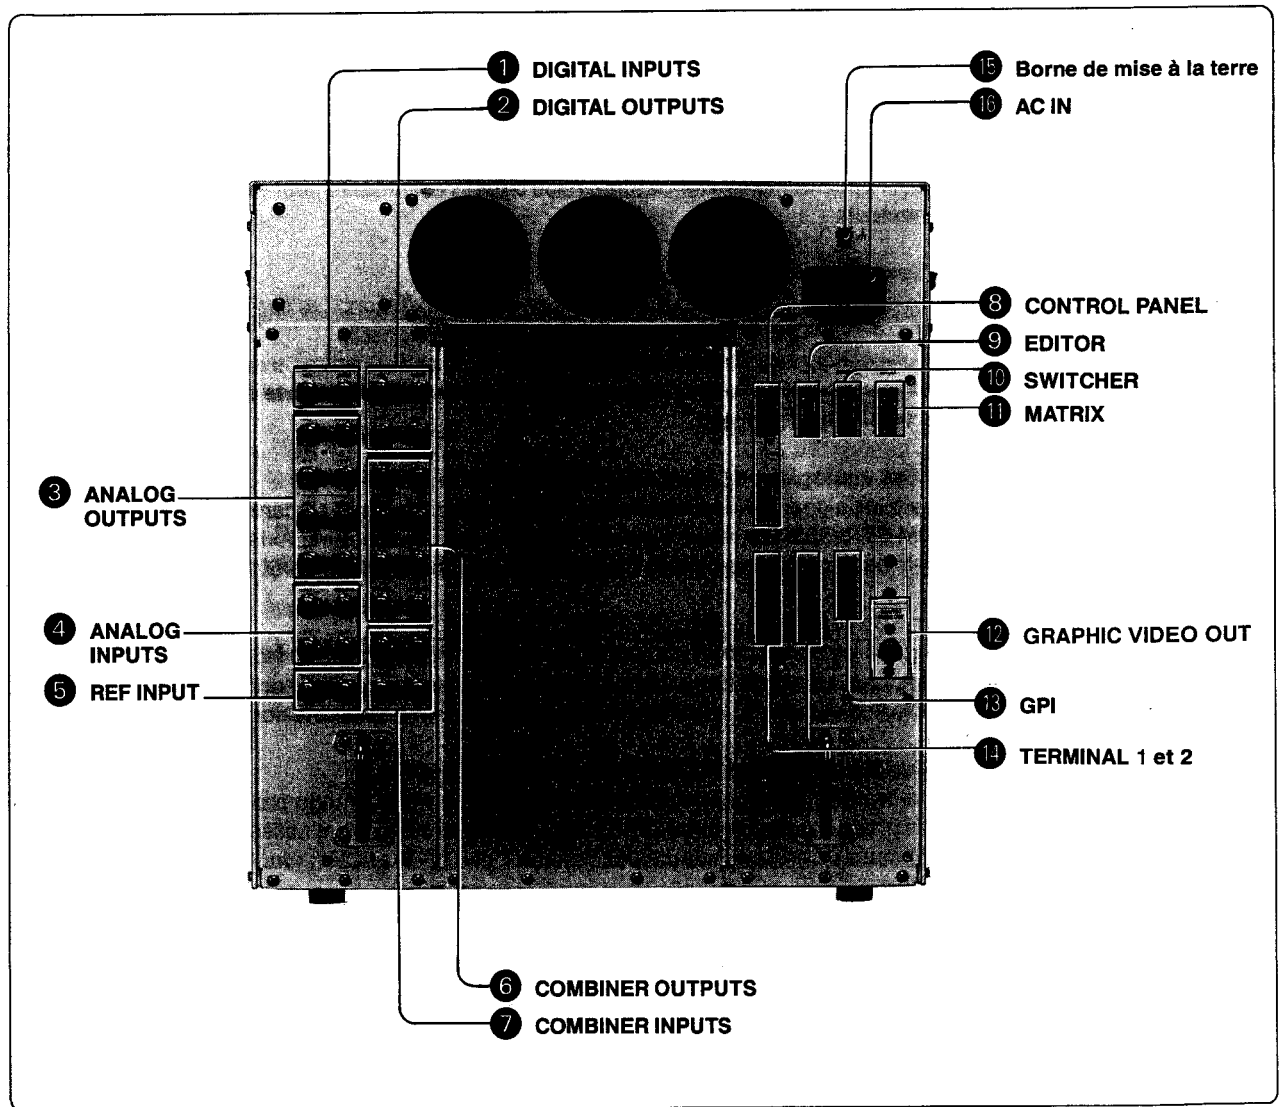 1 DIGITAL INPUTS
2 DIGITAL OUTPUTS
15 Borne de mise à la terre
16 AC IN
8 CONTROL PANEL
9 EDITOR
10 SWITCHER
11 MATRIX
3 ANALOG
OUTPUTS
4 ANALOG
INPUTS
5 REF INPUT
12 GRAPHIC VIDEO OUT
13 GPI
14 TERMINAL 1 et 2
6 COMBINER OUTPUTS
7 COMBINER INPUTS